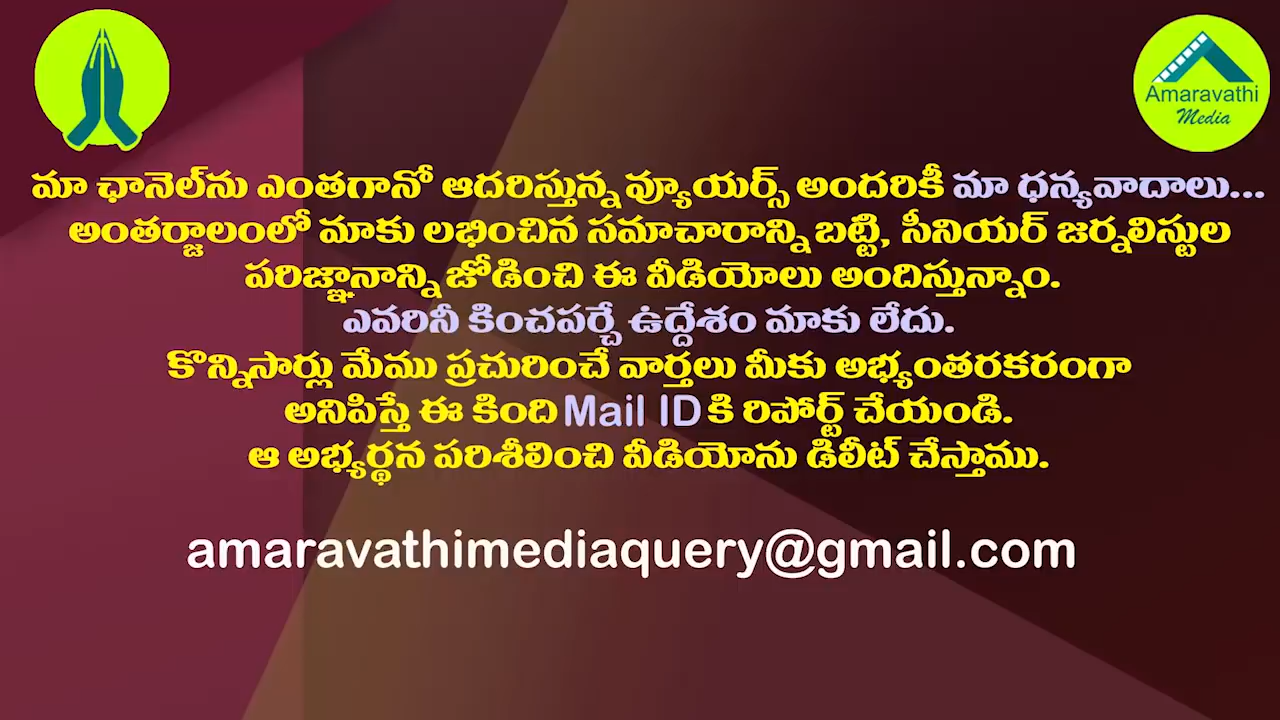 Amaravathi
Media
మా ఛానెల్‌ను ఎంతగానో ఆదరిస్తున్న వ్యూయర్స్ అందరికీ మా ధన్యవాదాలు...
అంతర్జాలంలో మాకు లభించిన సమాచారాన్ని బట్టి, సీనియర్ జర్నలిస్టుల
పరిజ్ఞానాన్ని జోడించి ఈ వీడియోలు అందిస్తున్నాం.
ఎవరినీ కించపర్చే ఉద్దేశం మాకు లేదు.
కొన్నిసార్లు మేము ప్రచురించే వార్తలు మీకు అభ్యంతరకరంగా
అనిపిస్తే ఈ కింది Mail ID కి రిపోర్ట్ చేయండి.
ఆ అభ్యర్థన పరిశీలించి వీడియోను డిలీట్ చేస్తాము.
amaravathimediaquery@gmail.com